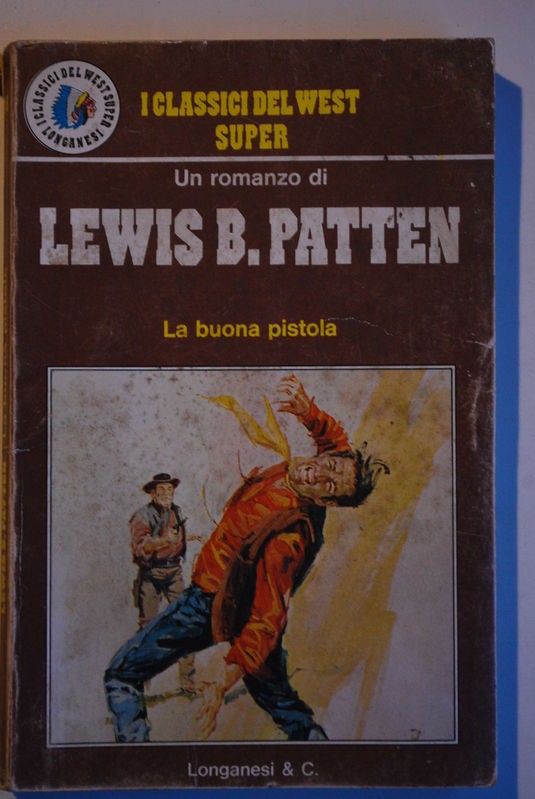 I CLASSICI DEL WEST SUPER
LONGANESI
I CLASSICI DEL WEST
SUPER
Un romanzo di
LEWIS B. PATTEN
La buona pistola
Longanesi & C.